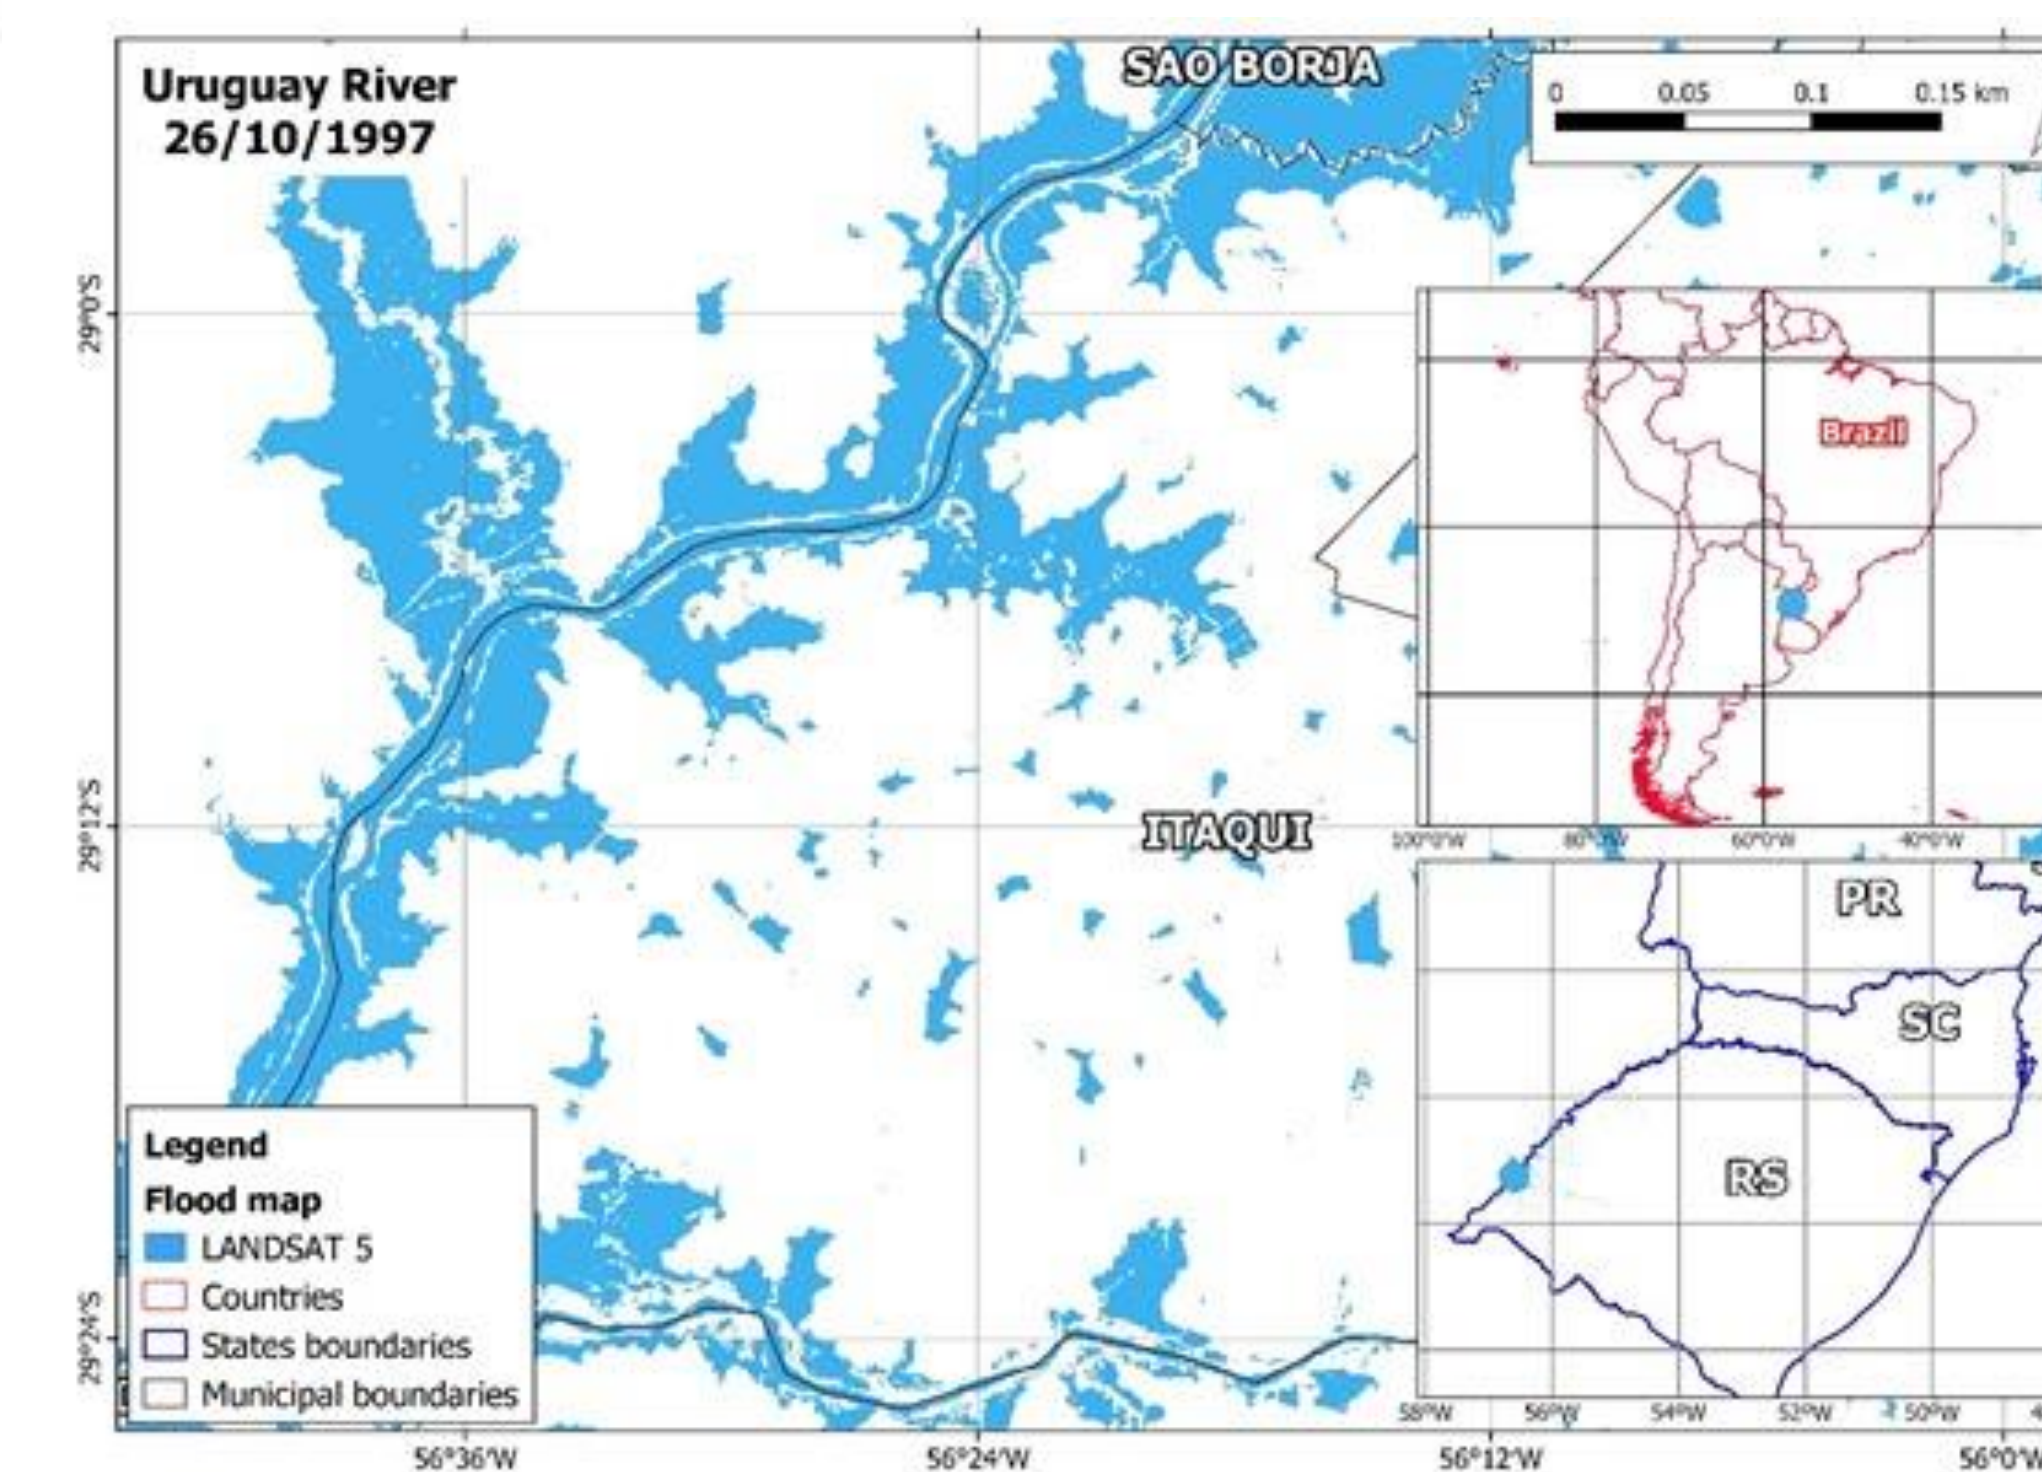 Uruguay River
26/10/1997
SAO BORJA
0 0.05 0.1 0.15 km
29°0'S
Brazil
29°12'S
ITAQUI
100°0'W 80°0'W 60°0'W 40°0'W
PR
SC
RS
Legend
Flood map
LANDSAT 5
Countries
States boundaries
Municipal boundaries
29°24'S
58°W 56°W 54°W 52°W 50°W
56°36'W 56°24'W 56°12'W 56°0'W